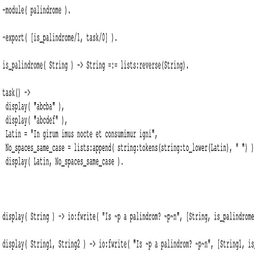 -module( palindrome ).
-export( [is_palindrome/1, task/0] ).
is_palindrome( String ) -> String =:= lists:reverse(String).
task() ->
display( "abcba" ),
display( "abcdef" ),
Latin = "In girum imus nocte et consumimur igni",
No_spaces_same_case = lists:append( string:tokens(string:to_lower(Latin), " ") )
display( Latin, No_spaces_same_case ).
display( String ) -> io:fwrite( "Is ~p a palindrom? ~p~n", [String, is_palindrome
display( String1, String2 ) -> io:fwrite( "Is ~p a palindrom? ~p~n", [String1, is_